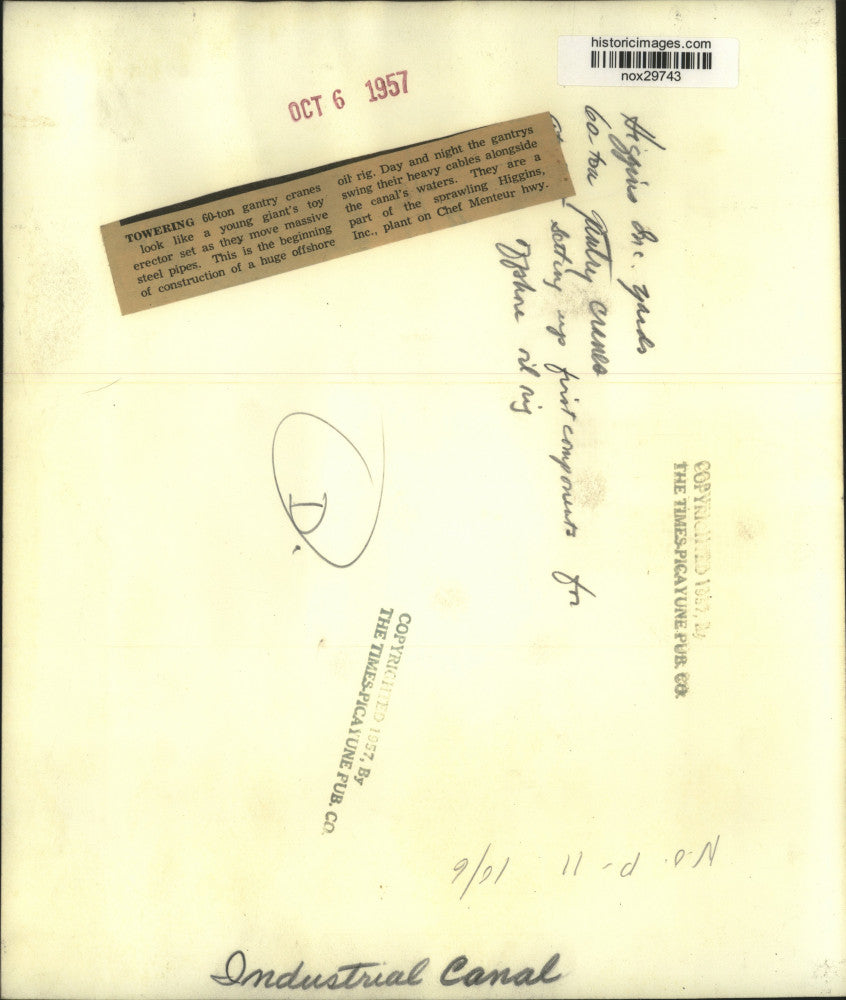 historicimages.com
nox29743
OCT 6 1957
TOWERING 60-ton gantry cranes
look like a young giant's toy
erector set as they move massive
steel pipes. This is the beginning
of construction of a huge offshore
oil rig. Day and night the gantrys
swing their heavy cables alongside
the canal's waters. They are a
part of the sprawling Higgins,
Inc., plant on Chef Menteur hwy.
Higgins Inc. yards
60 ton gantry cranes
setting up first components for
offshore oil rig
D.
COPYRIGHTED 1957, By
THE TIMES-PICAYUNE PUB. CO.
COPYRIGHTED 1957, By
THE TIMES-PICAYUNE PUB. CO.
N.O. P-11 10/6
Industrial Canal